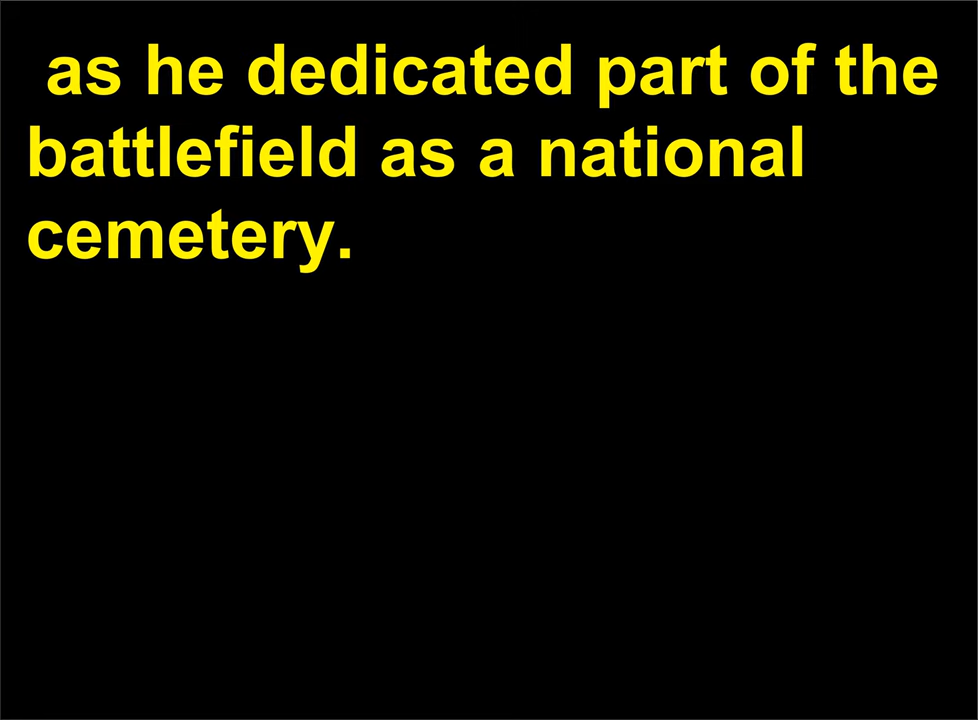 as he dedicated part of the
battlefield as a national
cemetery.